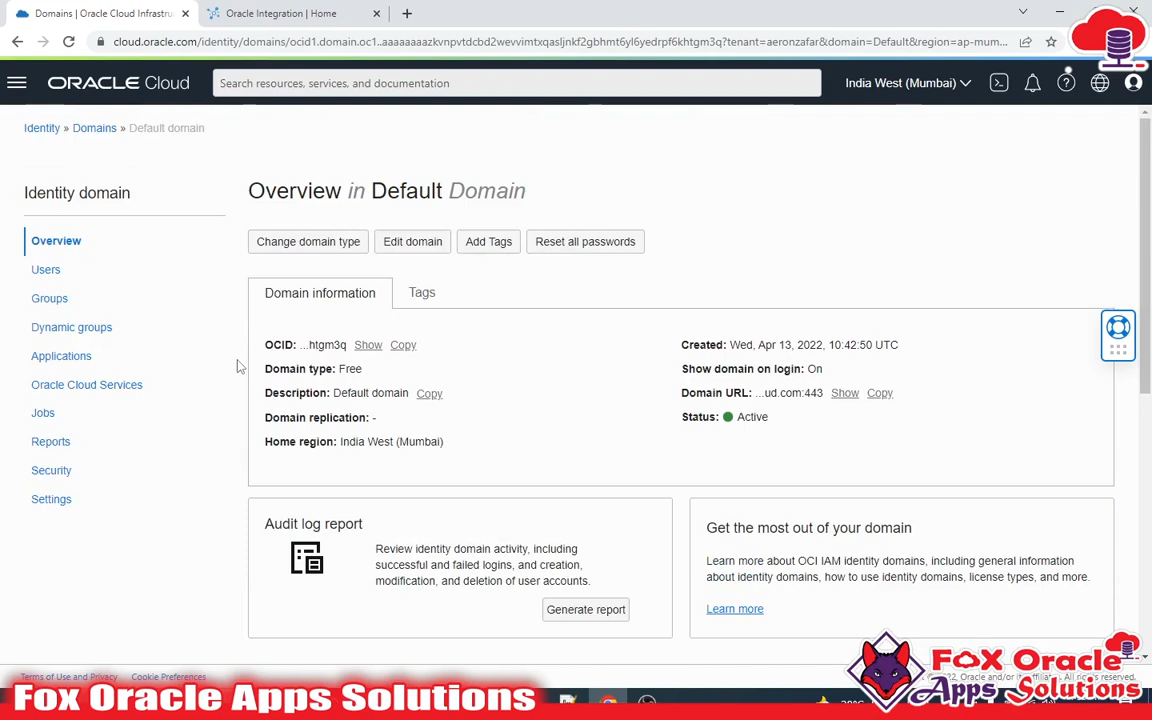 Domains | Oracle Cloud Infrastru
Oracle Integration | Home
cloud.oracle.com/identity/domains/ocid1.domain.oc1..aaaaaaaazkvnpvtdcbd2wevvimtxqasljnkf2gbhmt6yl6yedrpf6khtgm3q?tenant=aeronzafar&domain=Default&region=ap-mum...
ORACLE Cloud
Search resources, services, and documentation
India West (Mumbai)
Identity » Domains » Default domain
Identity domain
Overview
Users
Groups
Dynamic groups
Applications
Oracle Cloud Services
Jobs
Reports
Security
Settings
Overview in Default Domain
Change domain type
Edit domain
Add Tags
Reset all passwords
Domain information
Tags
OCID: ...htgm3q Show Copy
Domain type: Free
Description: Default domain Copy
Domain replication: -
Home region: India West (Mumbai)
Created: Wed, Apr 13, 2022, 10:42:50 UTC
Show domain on login: On
Domain URL: ...ud.com:443 Show Copy
Status: Active
Audit log report
Review identity domain activity, including
successful and failed logins, and creation,
modification, and deletion of user accounts.
Generate report
Get the most out of your domain
Learn more about OCI IAM identity domains, including general information
about identity domains, how to use identity domains, license types, and more.
Learn more
Terms of Use and Privacy Cookie Preferences
2022, Oracle and/or its affiliates. All rights reserved.
Fox Oracle Apps Solutions
Fox Oracle
Apps Solutions